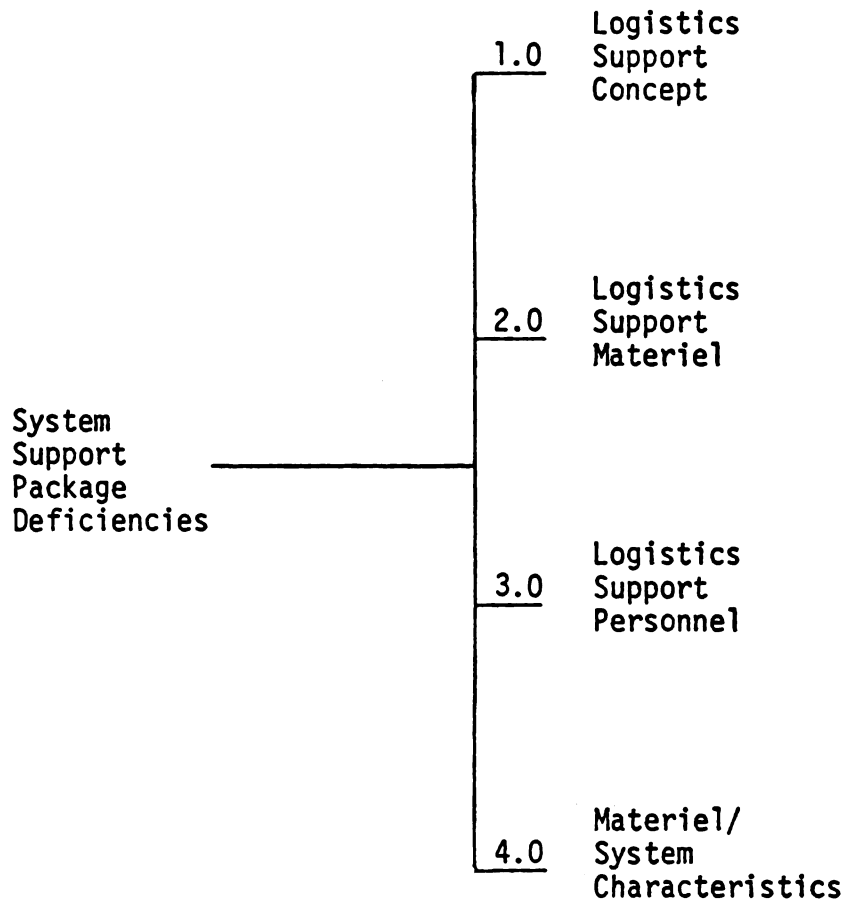 System
Support
Package
Deficiencies
1.0
Logistics
Support
Concept
2.0
Logistics
Support
Materiel
3.0
Logistics
Support
Personnel
4.0
Materiel/
System
Characteristics